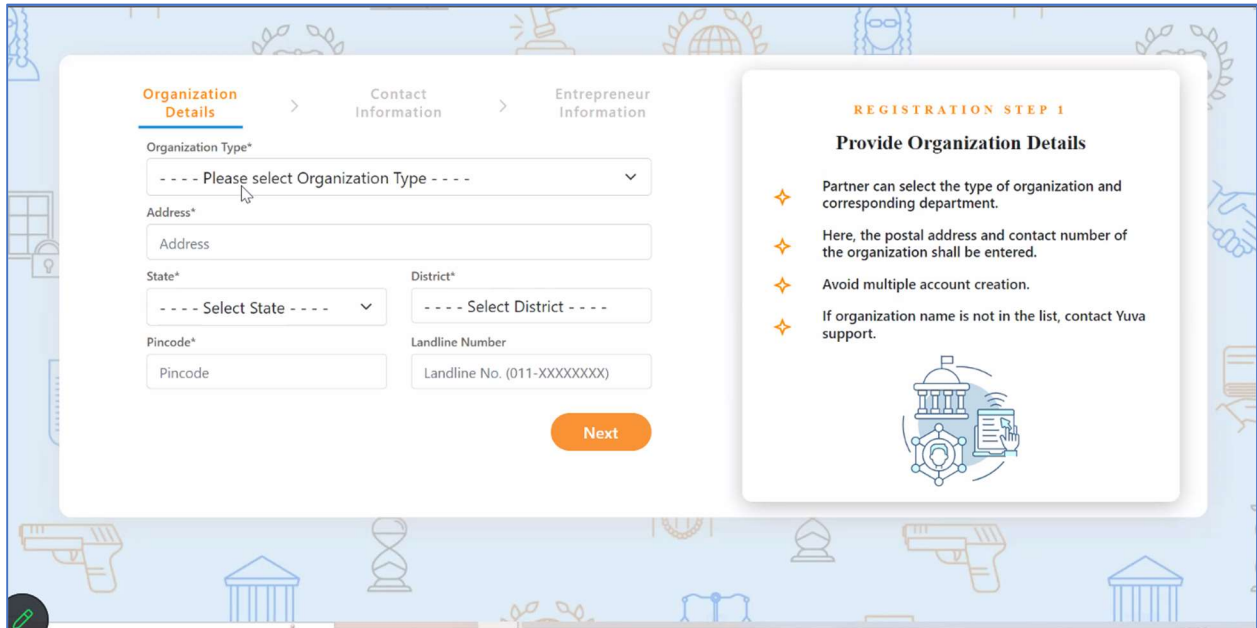 Organization
Details
>
Contact
Information
>
Entrepreneur
Information
Organization Type*
- - - - Please select Organization Type - - - -
Address*
Address
State*
District*
- - - - Select State - - - -
- - - - Select District - - - -
Pincode*
Landline Number
Pincode
Landline No. (011-XXXXXXXX)
Next
REGISTRATION STEP 1
Provide Organization Details
Partner can select the type of organization and
corresponding department.
Here, the postal address and contact number of
the organization shall be entered.
Avoid multiple account creation.
If organization name is not in the list, contact Yuva
support.